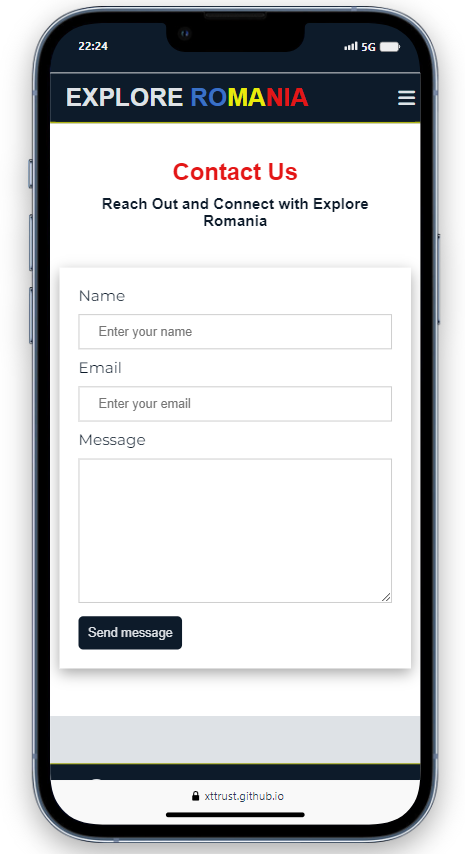 22:24
5G
EXPLORE ROMANIA
Contact Us
Reach Out and Connect with Explore
Romania
Name
Enter your name
Email
Enter your email
Message
Send message
xttrust.github.io